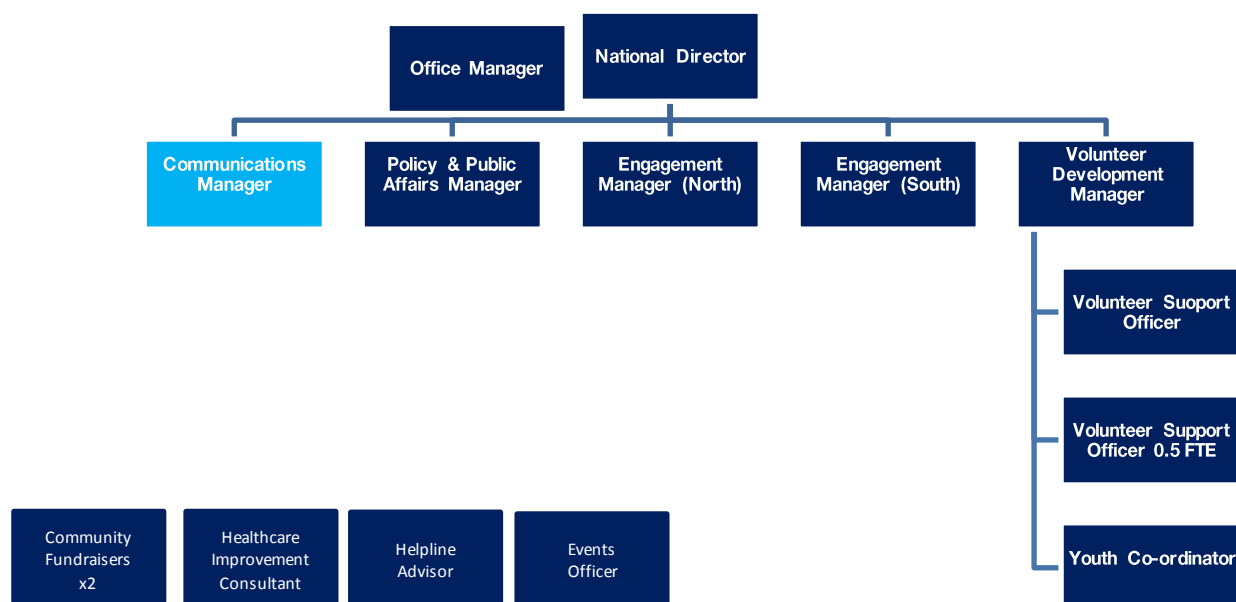 Office Manager
National Director
Communications
Manager
Policy & Public
Affairs Manager
Engagement
Manager (North)
Engagement
Manager (South)
Volunteer
Development
Manager
Volunteer Suoport
Officer
Volunteer Support
Officer 0.5 FTE
Youth Co-ordinator
Community
Fundraisers
x2
Healthcare
Improvement
Consultant
Helpline
Advisor
Events
Officer